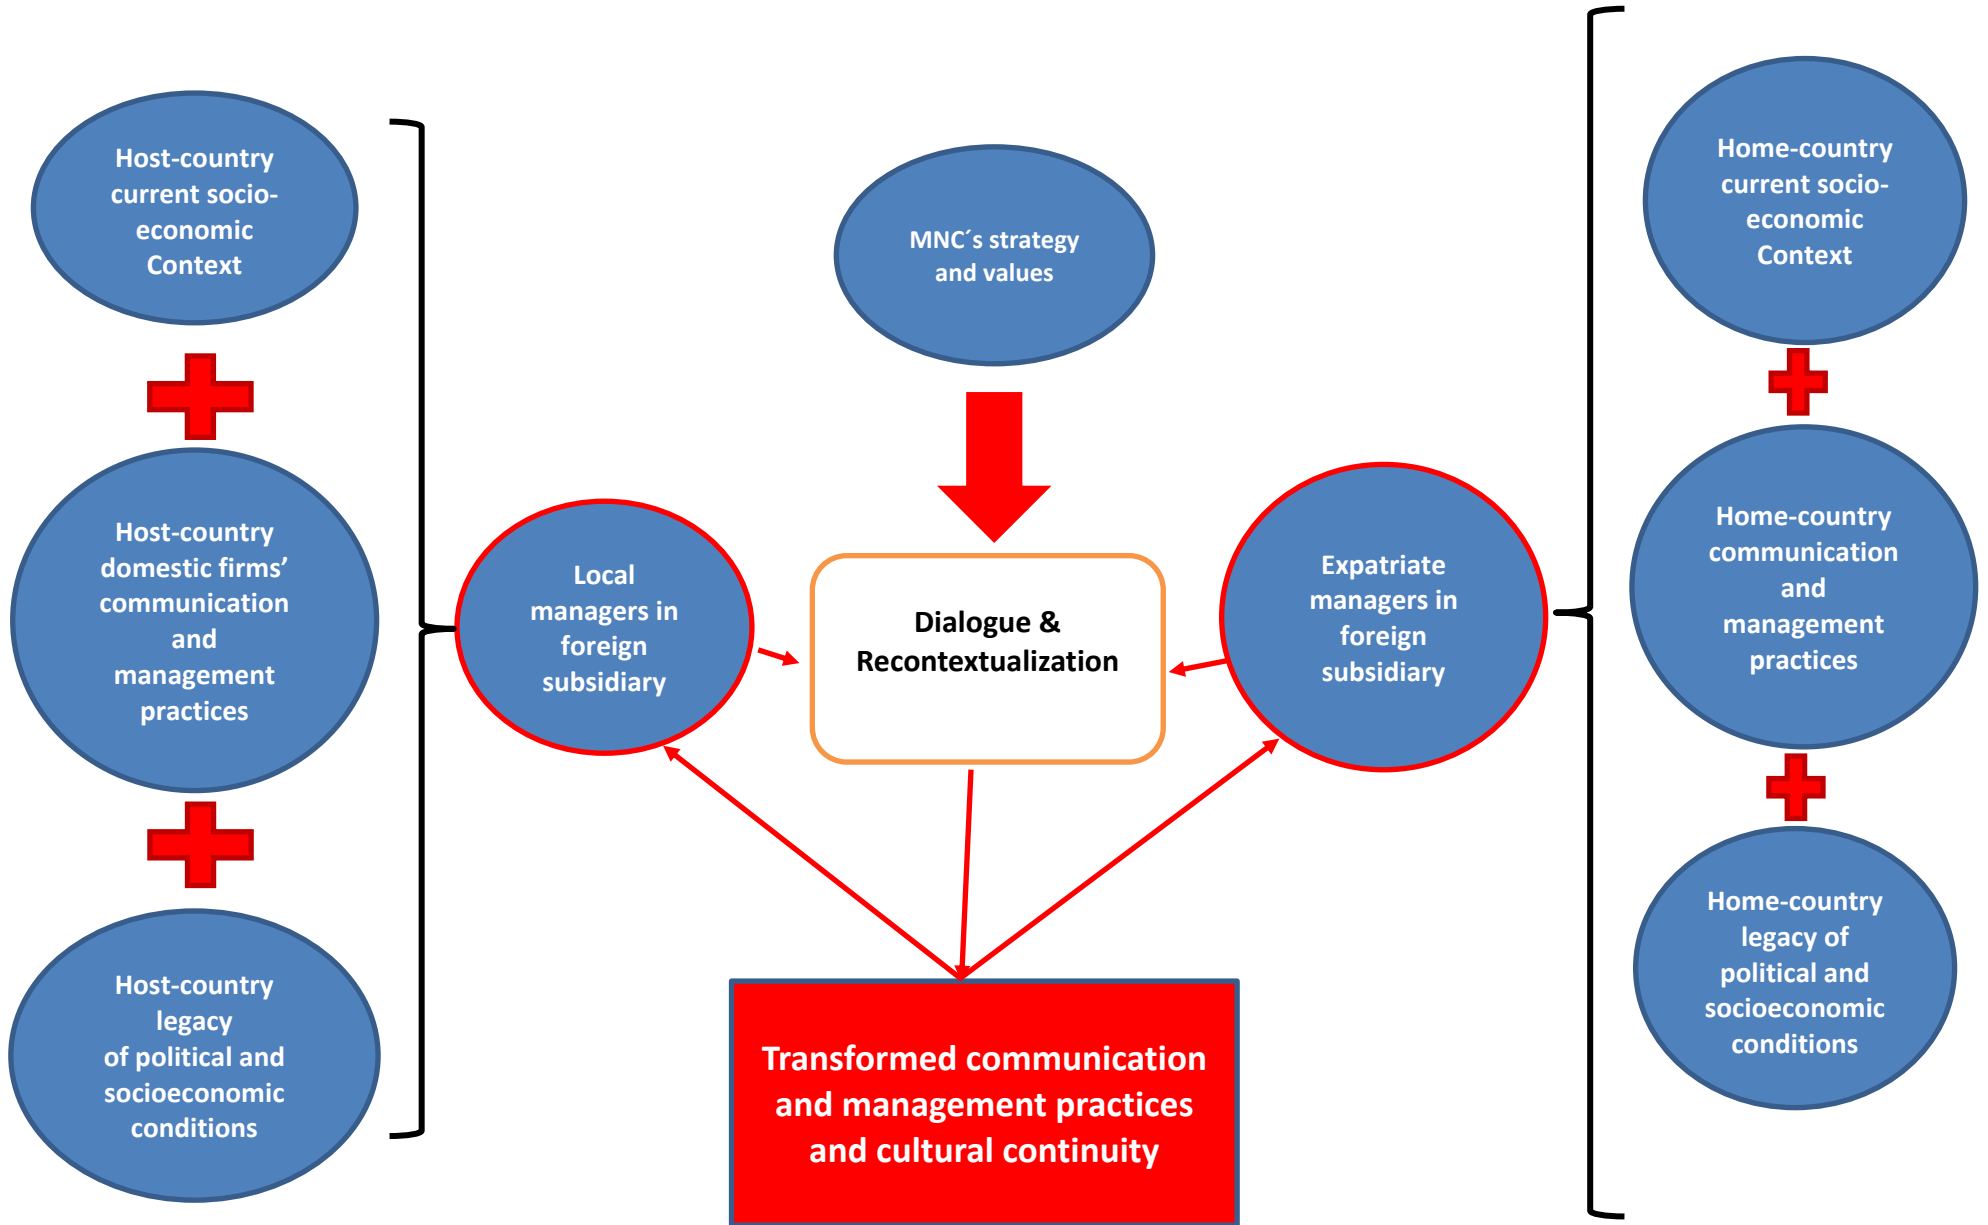 Host-country
current socio-
economic
Context
Host-country
domestic firms’
communication
and
management
practices
Host-country
legacy
of political and
socioeconomic
conditions
Local
managers in
foreign
subsidiary
MNC´s strategy
and values
Dialogue &
Recontextualization
Transformed communication
and management practices
and cultural continuity
Expatriate
managers in
foreign
subsidiary
Home-country
current socio-
economic
Context
Home-country
communication
and
management
practices
Home-country
legacy of
political and
socioeconomic
conditions